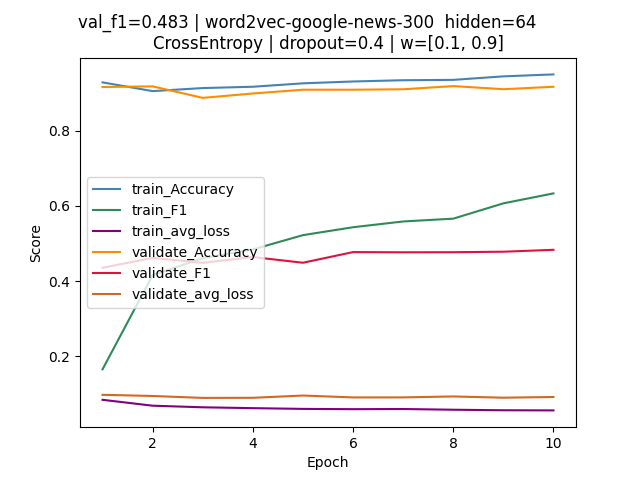 val_f1=0.483 | word2vec-google-news-300  hidden=64
CrossEntropy | dropout=0.4 | w=[0.1, 0.9]
Score
0.8
0.6
0.4
0.2
train_Accuracy
train_F1
train_avg_loss
validate_Accuracy
validate_F1
validate_avg_loss
2 4 6 8 10
Epoch